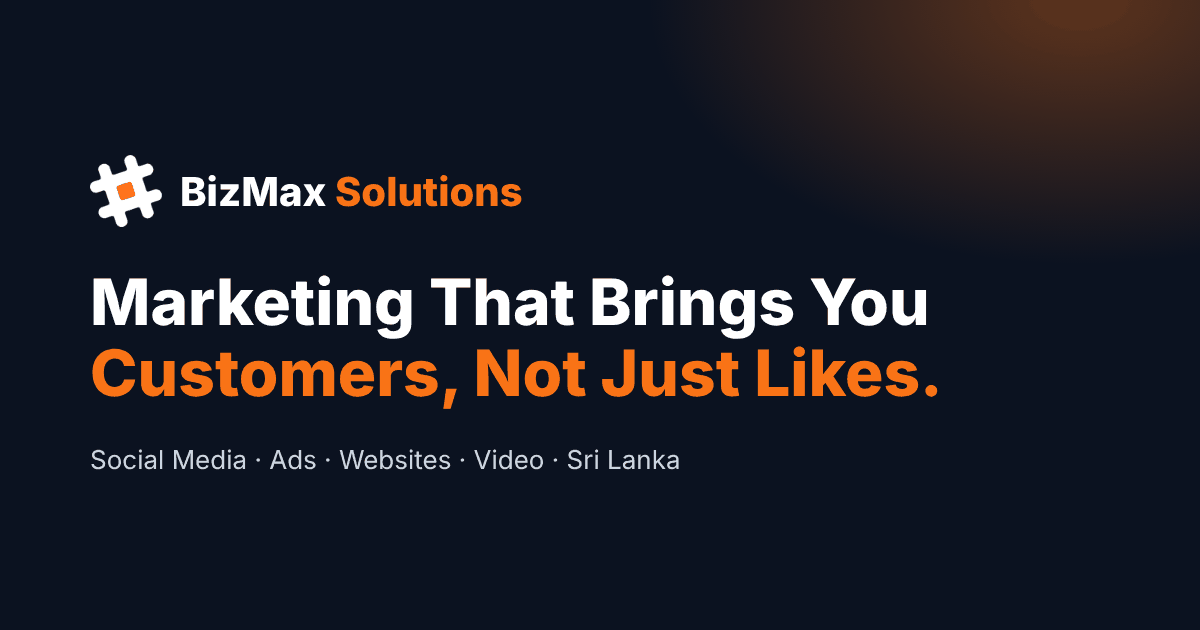 BizMax Solutions
Marketing That Brings You
Customers, Not Just Likes.
Social Media · Ads · Websites · Video · Sri Lanka